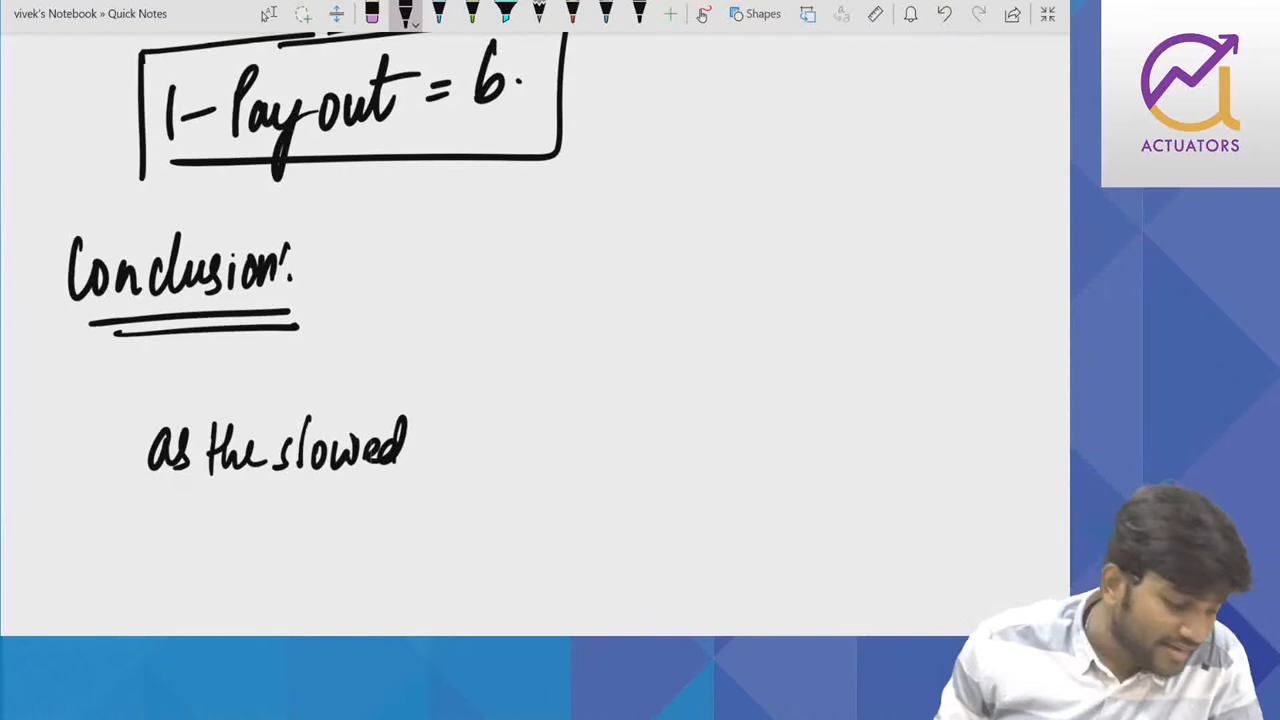 vivek's Notebook » Quick Notes
Shapes
1 - Payout = b.
Conclusion:
as the slowed
ACTUATORS